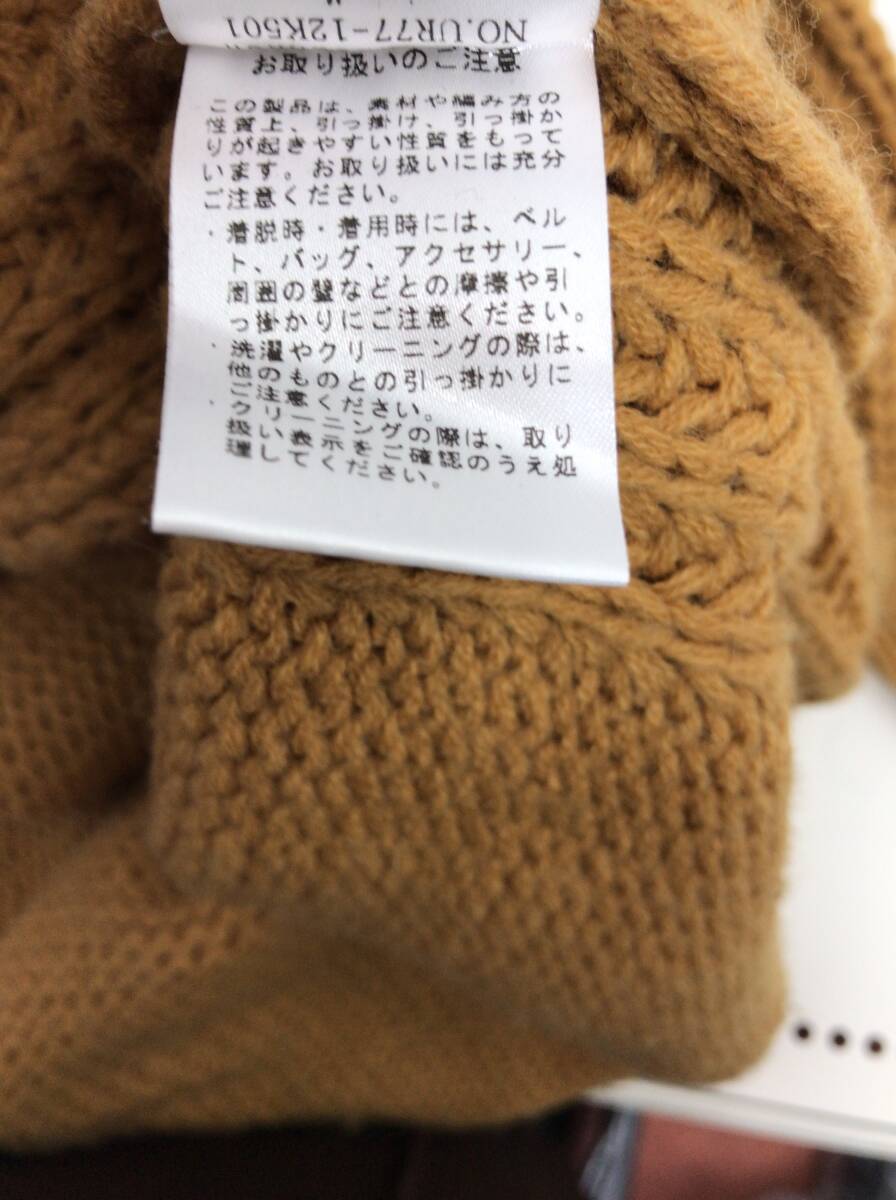 NO.UR77-12K501
お取り扱いのご注意
この製品は、素材や編み方の
性質上、引っ掛け、引っ掛か
りが起きやすい性質をもって
います。お取り扱いには充分
ご注意ください。
・着脱時・着用時には、ベル
ト、バッグ、アクセサリー、
周囲の壁などとの摩擦や引
っ掛かりにご注意ください。
・洗濯やクリーニングの際は、
他のものとの引っ掛かりに
ご注意ください。
・クリーニングの際は、取り
扱い表示をご確認のうえ処
理してください。